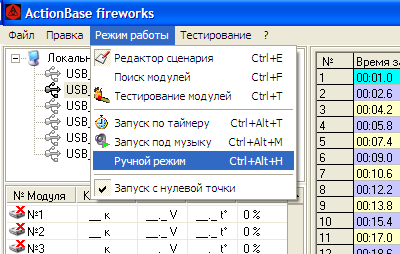 ActionBase fireworks
Файл Правка Режим работы Тестирование ?
Локальн
USB_
USB_
USB_
USB_
USB_
USB_
Редактор сценария Ctrl+E
Поиск модулей Ctrl+F
Тестирование модулей Ctrl+T
Запуск по таймеру Ctrl+Alt+T
Запуск под музыку Ctrl+Alt+M
Ручной режим Ctrl+Alt+H
Запуск с нулевой точки
№ Модуля
№1 __ к __._ V __._ t° 0 %
№2 __ к __._ V __._ t° 0 %
№3 __ к __._ V __._ t° 0 %
№ Время за
1 00:01.0
2 00:02.6
3 00:04.2
4 00:05.8
5 00:07.4
6 00:09.0
7 00:10.6
8 00:12.2
9 00:13.8
10 00:15.4
11 00:17.0
12 00:18.6